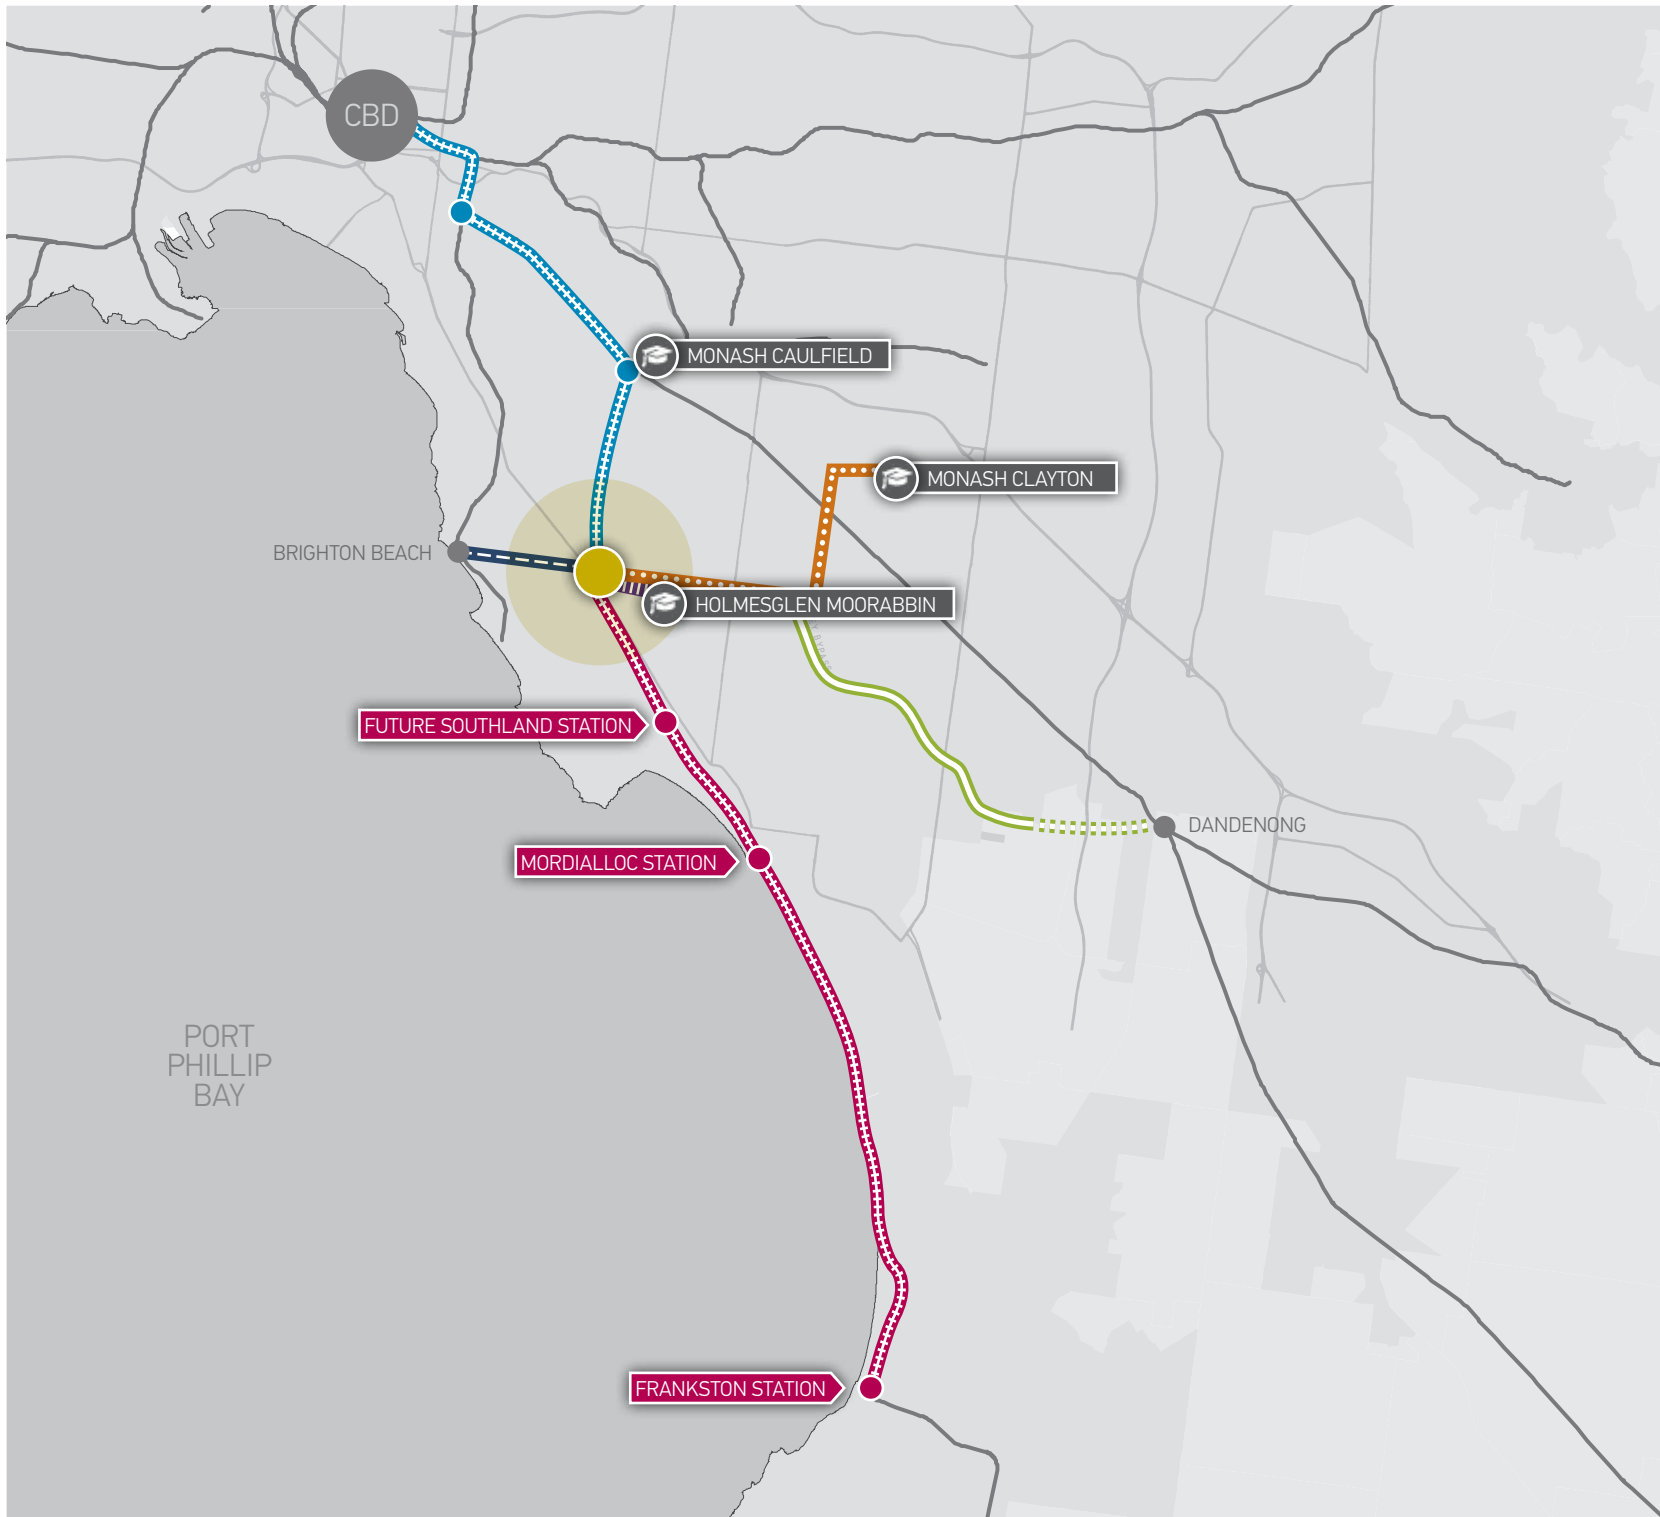 CBD
MONASH CAULFIELD
MONASH CLAYTON
BRIGHTON BEACH
HOLMESGLEN MOORABBIN
BYPASS
FUTURE SOUTHLAND STATION
DANDENONG
MORDIALLOC STATION
PORT
PHILLIP
BAY
FRANKSTON STATION